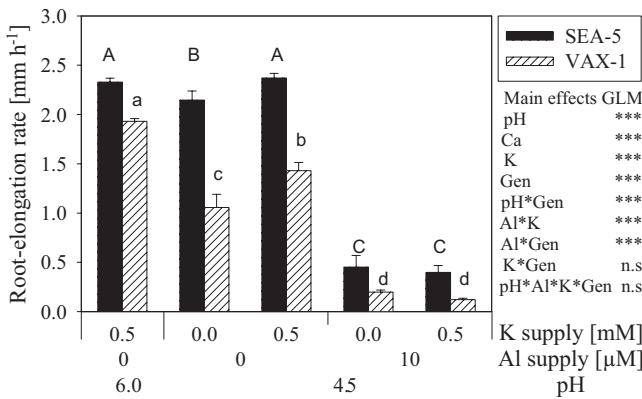 3.0
2.5
2.0
1.5
1.0
0.5
0.0
Root-elongation rate [mm h-1]
A
a
B
c
A
b
C
d
C
d
SEA-5
VAX-1
Main effects GLM
pH ***
Ca ***
K ***
Gen ***
pH*Gen ***
Al*K ***
Al*Gen ***
K*Gen n.s
pH*Al*K*Gen n.s
0.5 0.0 0.5 0.0 0.5 K supply [mM]
0 0 10 Al supply [µM]
6.0 45 pH